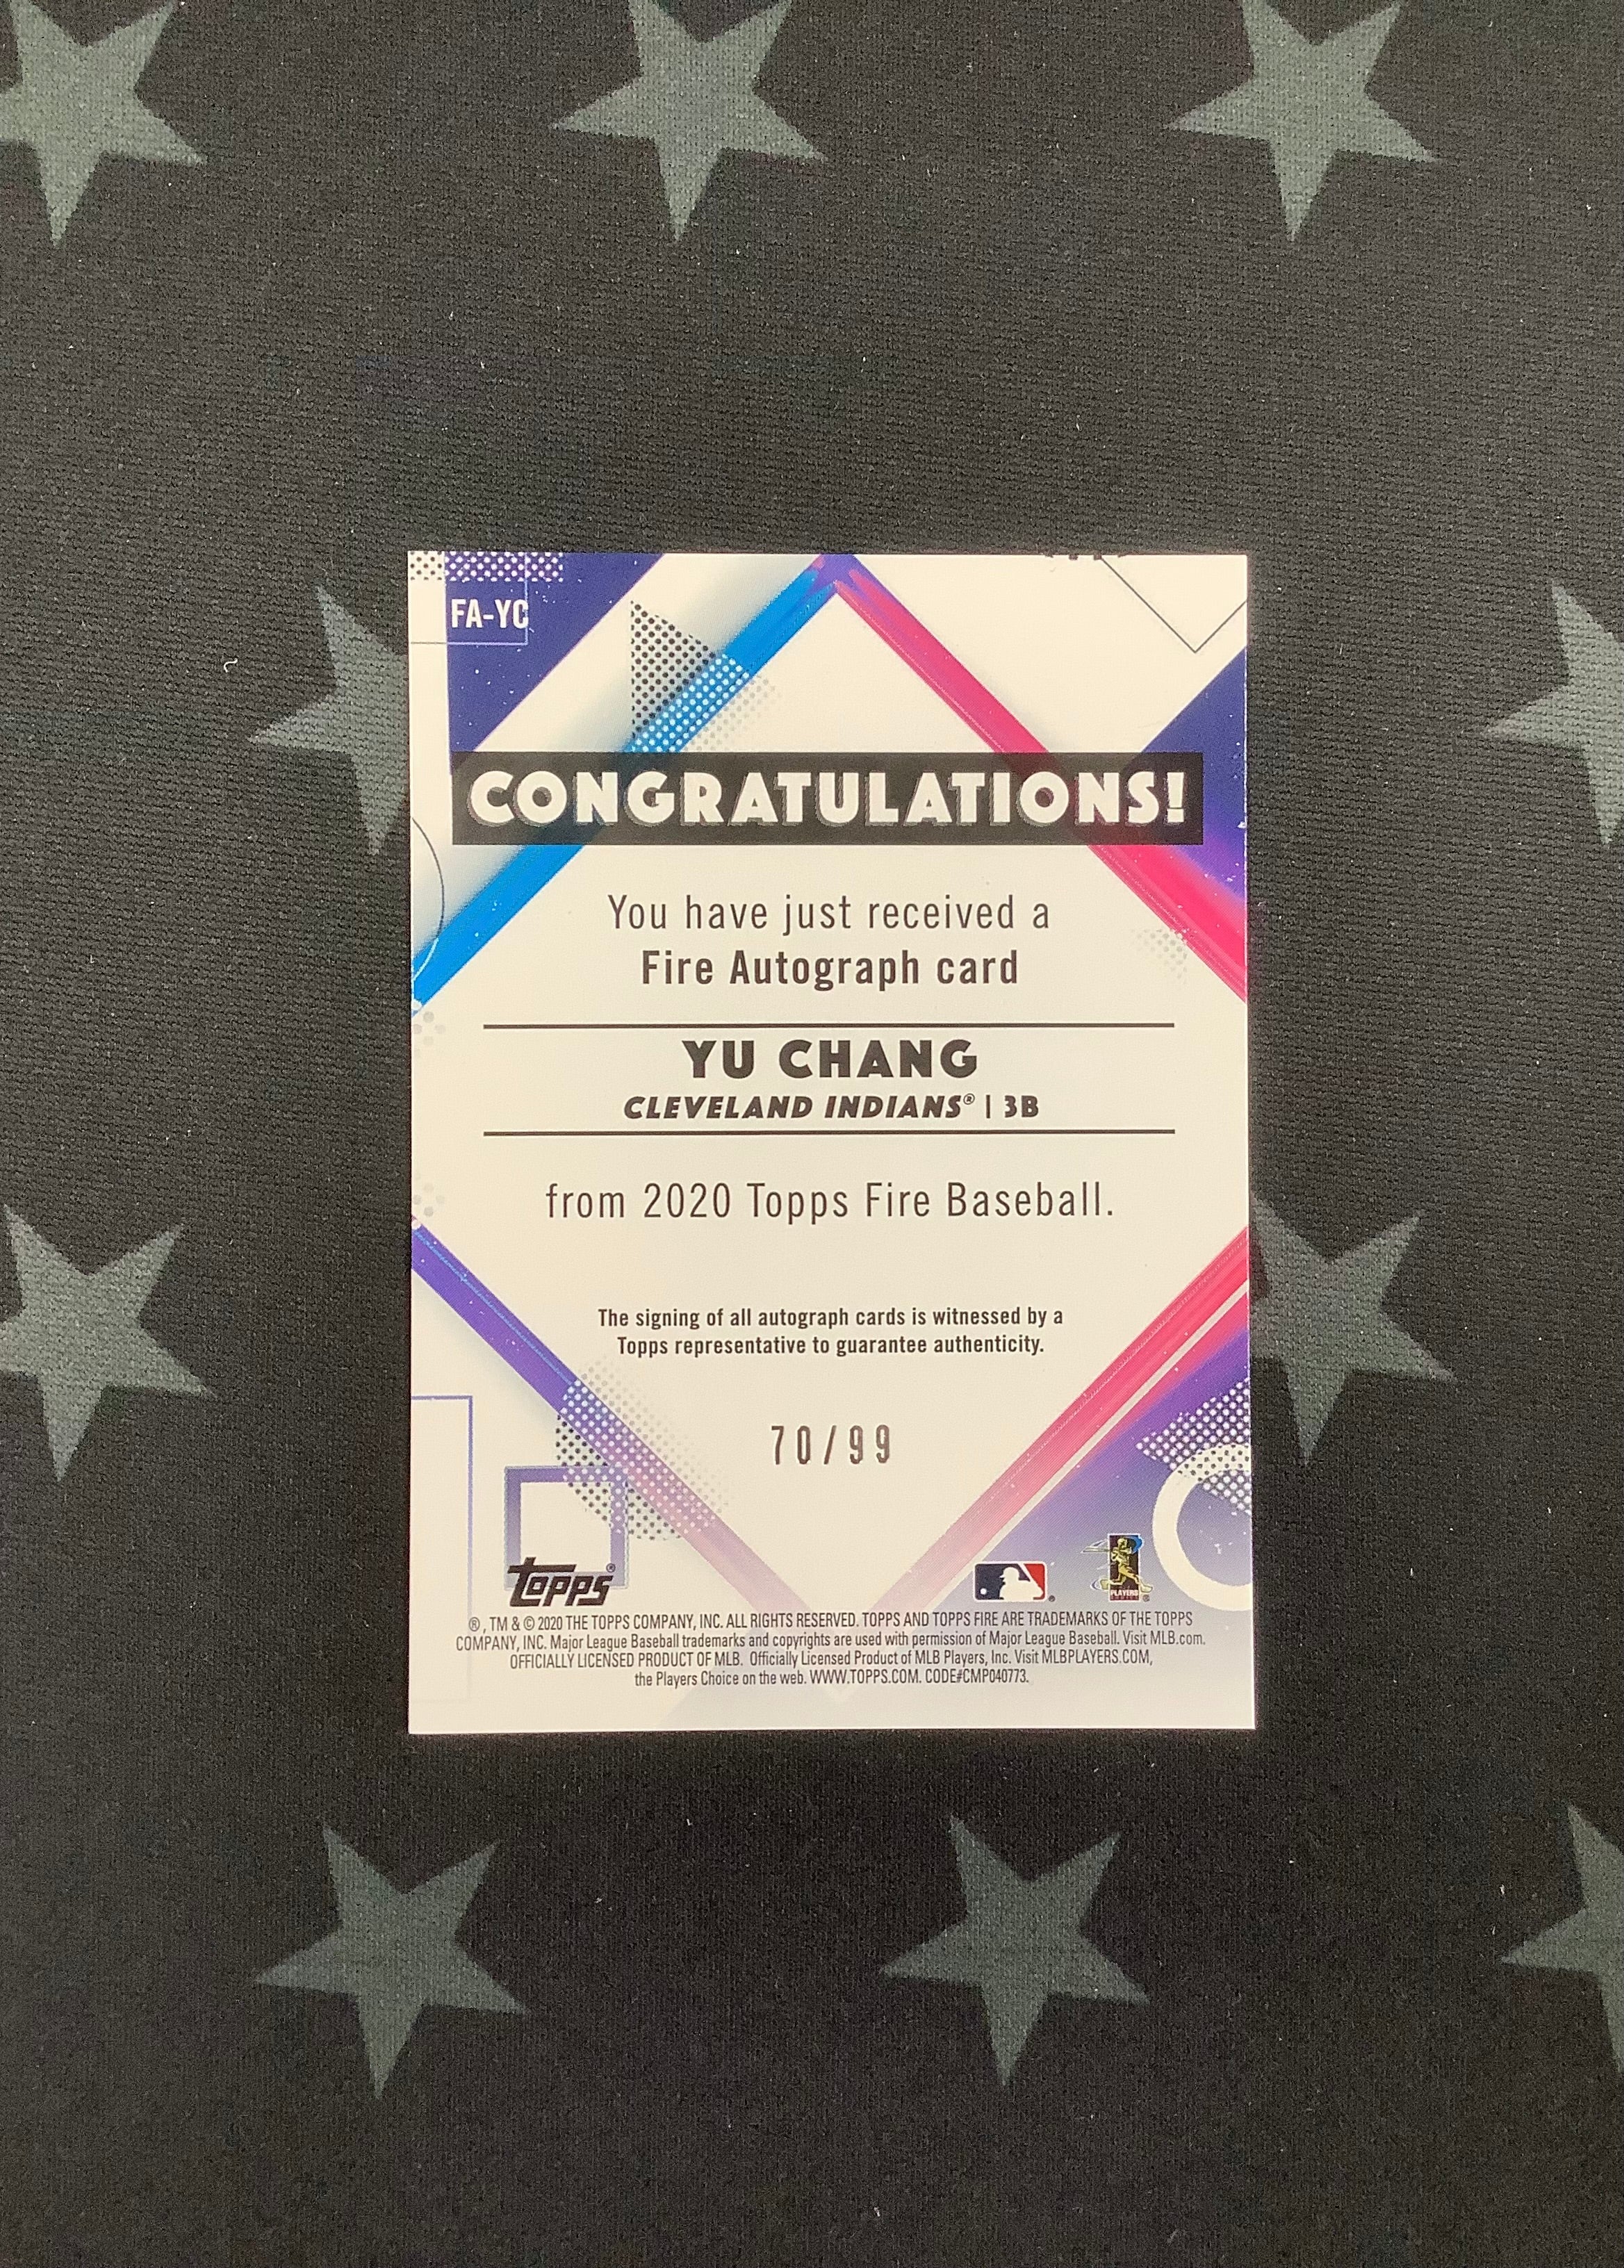 FA-YC
CONGRATULATIONS!
You have just received a
Fire Autograph card
YU CHANG
CLEVELAND INDIANS® | 3B
from 2020 Topps Fire Baseball.
The signing of all autograph cards is witnessed by a
Topps representative to guarantee authenticity.
70/99
topps®
PLAYERS
®, TM & © 2020 THE TOPPS COMPANY, INC. ALL RIGHTS RESERVED. TOPPS AND TOPPS FIRE ARE TRADEMARKS OF THE TOPPS
COMPANY, INC. Major League Baseball trademarks and copyrights are used with permission of Major League Baseball. Visit MLB.com.
OFFICIALLY LICENSED PRODUCT OF MLB. Officially Licensed Product of MLB Players, Inc. Visit MLBPLAYERS.COM,
the Players Choice on the web. WWW.TOPPS.COM. CODE#CMP040773.